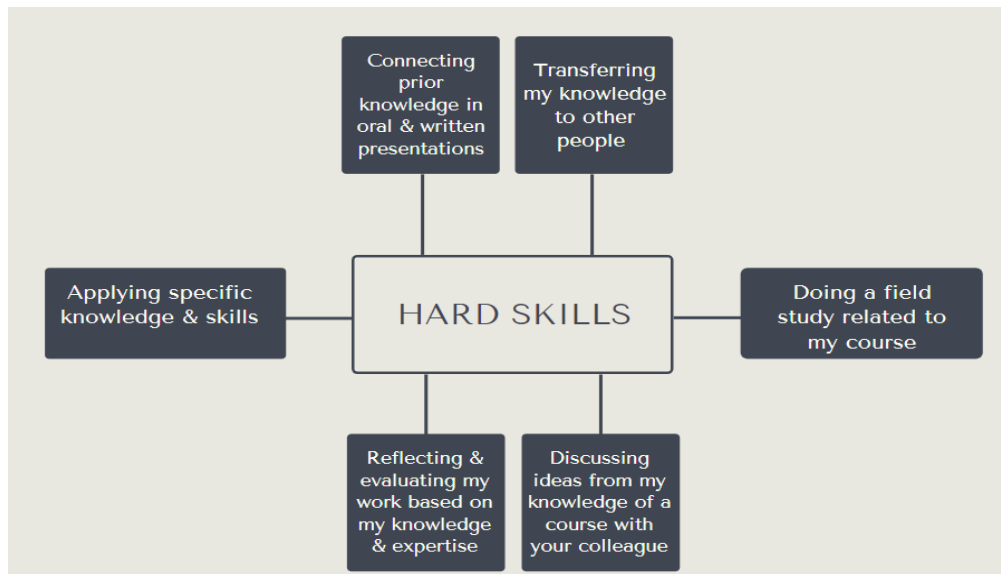 Connecting
prior
knowledge in
oral & written
presentations
Transferring
my knowledge
to other
people
Applying specific
knowledge & skills
HARD SKILLS
Doing a field
study related to
my course
Reflecting &
evaluating my
work based on
my knowledge
& expertise
Discussing
ideas from my
knowledge of a
course with
your colleague